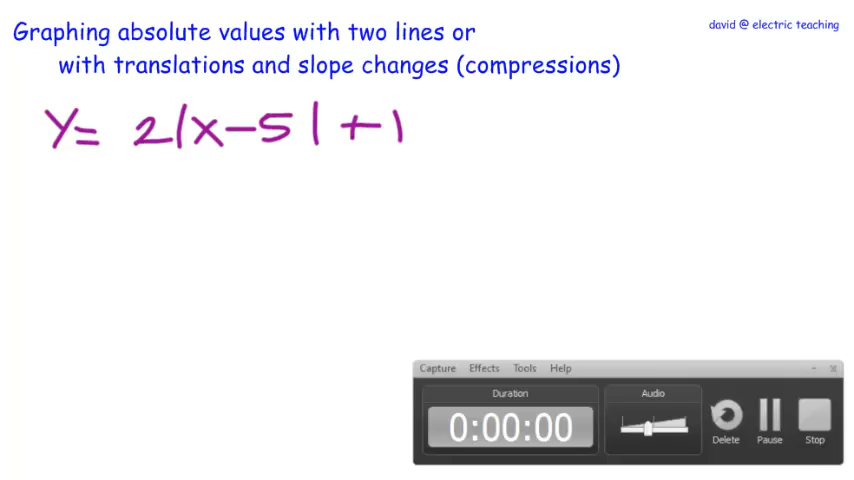 Graphing absolute values with two lines or
with translations and slope changes (compressions)
david @ electric teaching
y= 2|x-5|+1
Capture Effects Tools Help
Duration
Audio
0:00:00
Delete Pause Stop